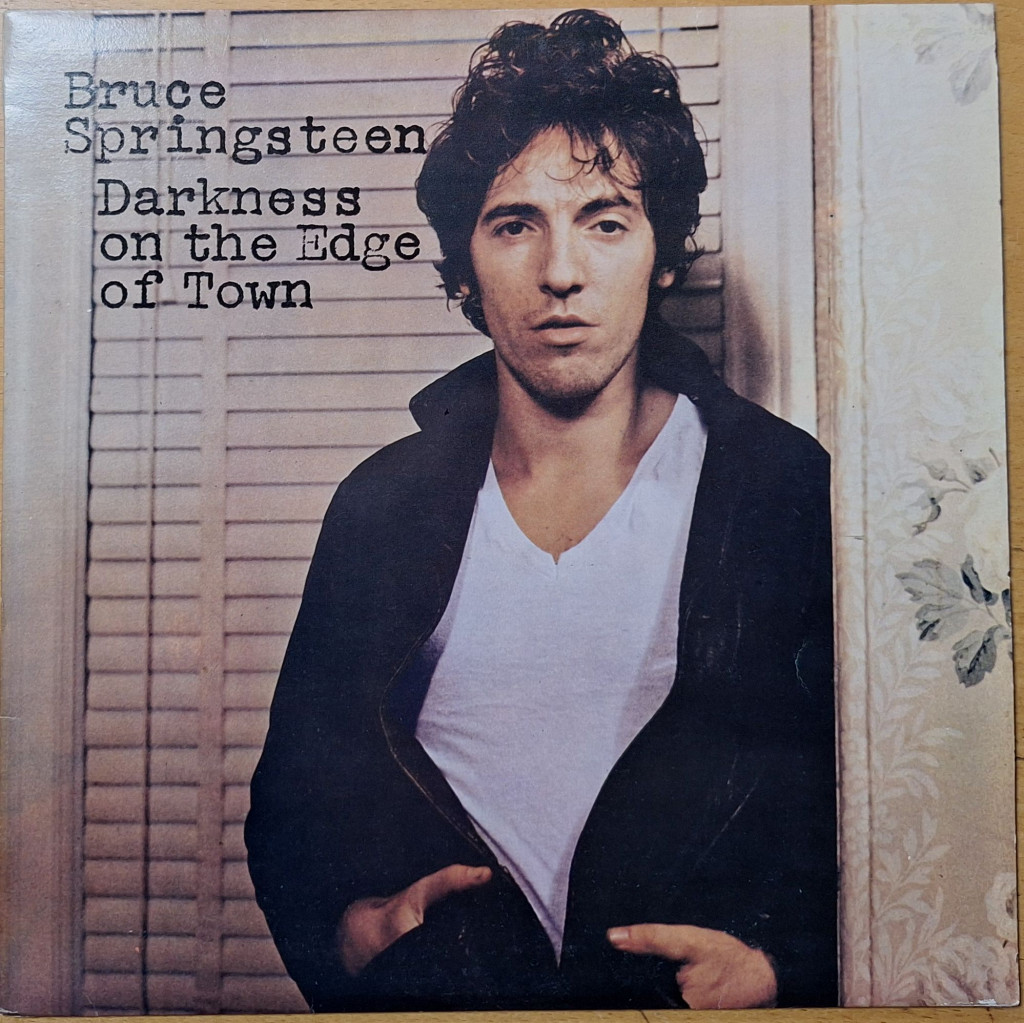 Bruce
Springsteen
Darkness
on the Edge
of Town